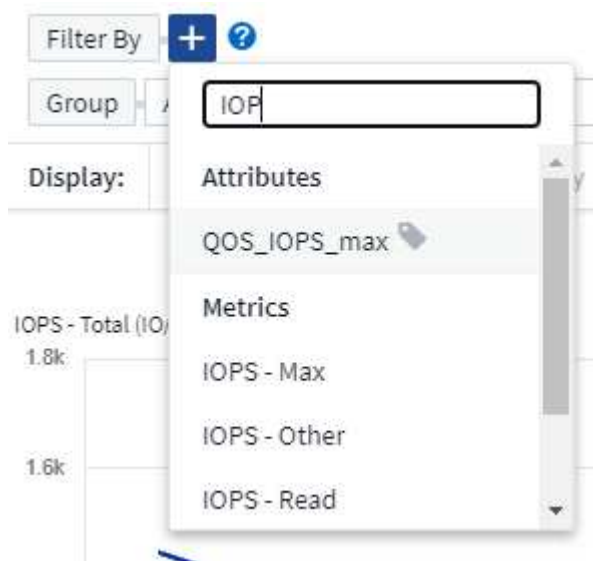 Filter By + ?
Group
IOP
Display:
Attributes
y
QOS_IOPS_max
Metrics
IOPS - Total (IO/
1.8k
IOPS - Max
IOPS - Other
1.6k
IOPS - Read